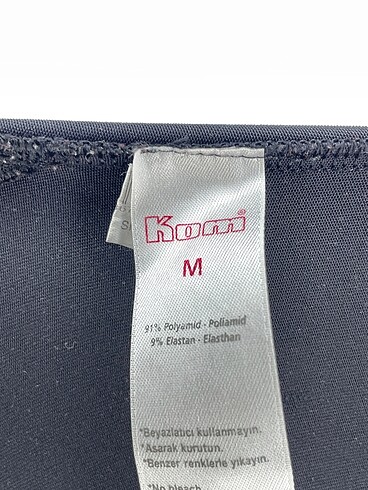 Kom®
M
91% Polyamid - Poliamid
9% Elastan - Elasthan
*Beyazlatıcı kullanmayın.
*Asarak kurutun.
*Benzer renklerle yıkayın.
*No bleach